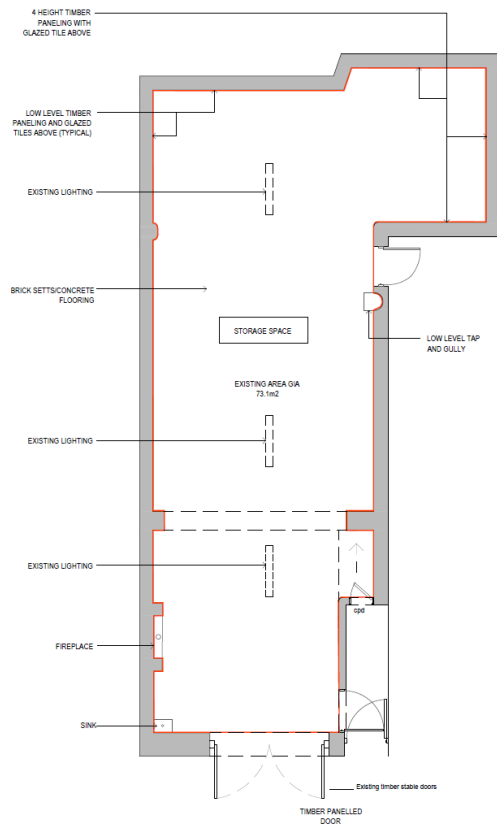 4 HEIGHT TIMBER
PANELING WITH
GLAZED TILE ABOVE
LOW LEVEL TIMBER
PANELING AND GLAZED
TILES ABOVE (TYPICAL)
EXISTING LIGHTING
BRICK SETTS/CONCRETE
FLOORING
STORAGE SPACE
LOW LEVEL TAP
AND GULLY
EXISTING AREA GIA
73.1m2
EXISTING LIGHTING
EXISTING LIGHTING
cpd
FIREPLACE
SINK
Existing timber stable doors
TIMBER PANELLED
DOOR